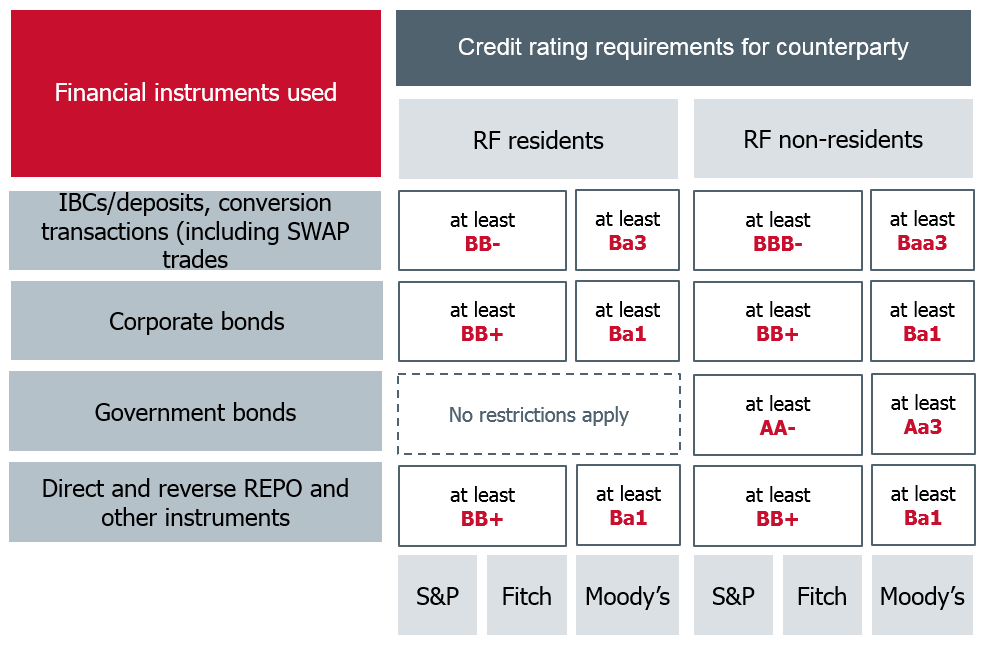 Financial instruments used
Credit rating requirements for counterparty
RF residents
RF non-residents
IBCs/deposits, conversion
transactions (including SWAP
trades
at least
BB-
at least
Ba3
at least
BBB-
at least
Baa3
Corporate bonds
at least
BB+
at least
Ba1
at least
BB+
at least
Ba1
Government bonds
No restrictions apply
at least
AA-
at least
Aa3
Direct and reverse REPO and
other instruments
at least
BB+
at least
Ba1
at least
BB+
at least
Ba1
S&P
Fitch
Moody’s
S&P
Fitch
Moody’s